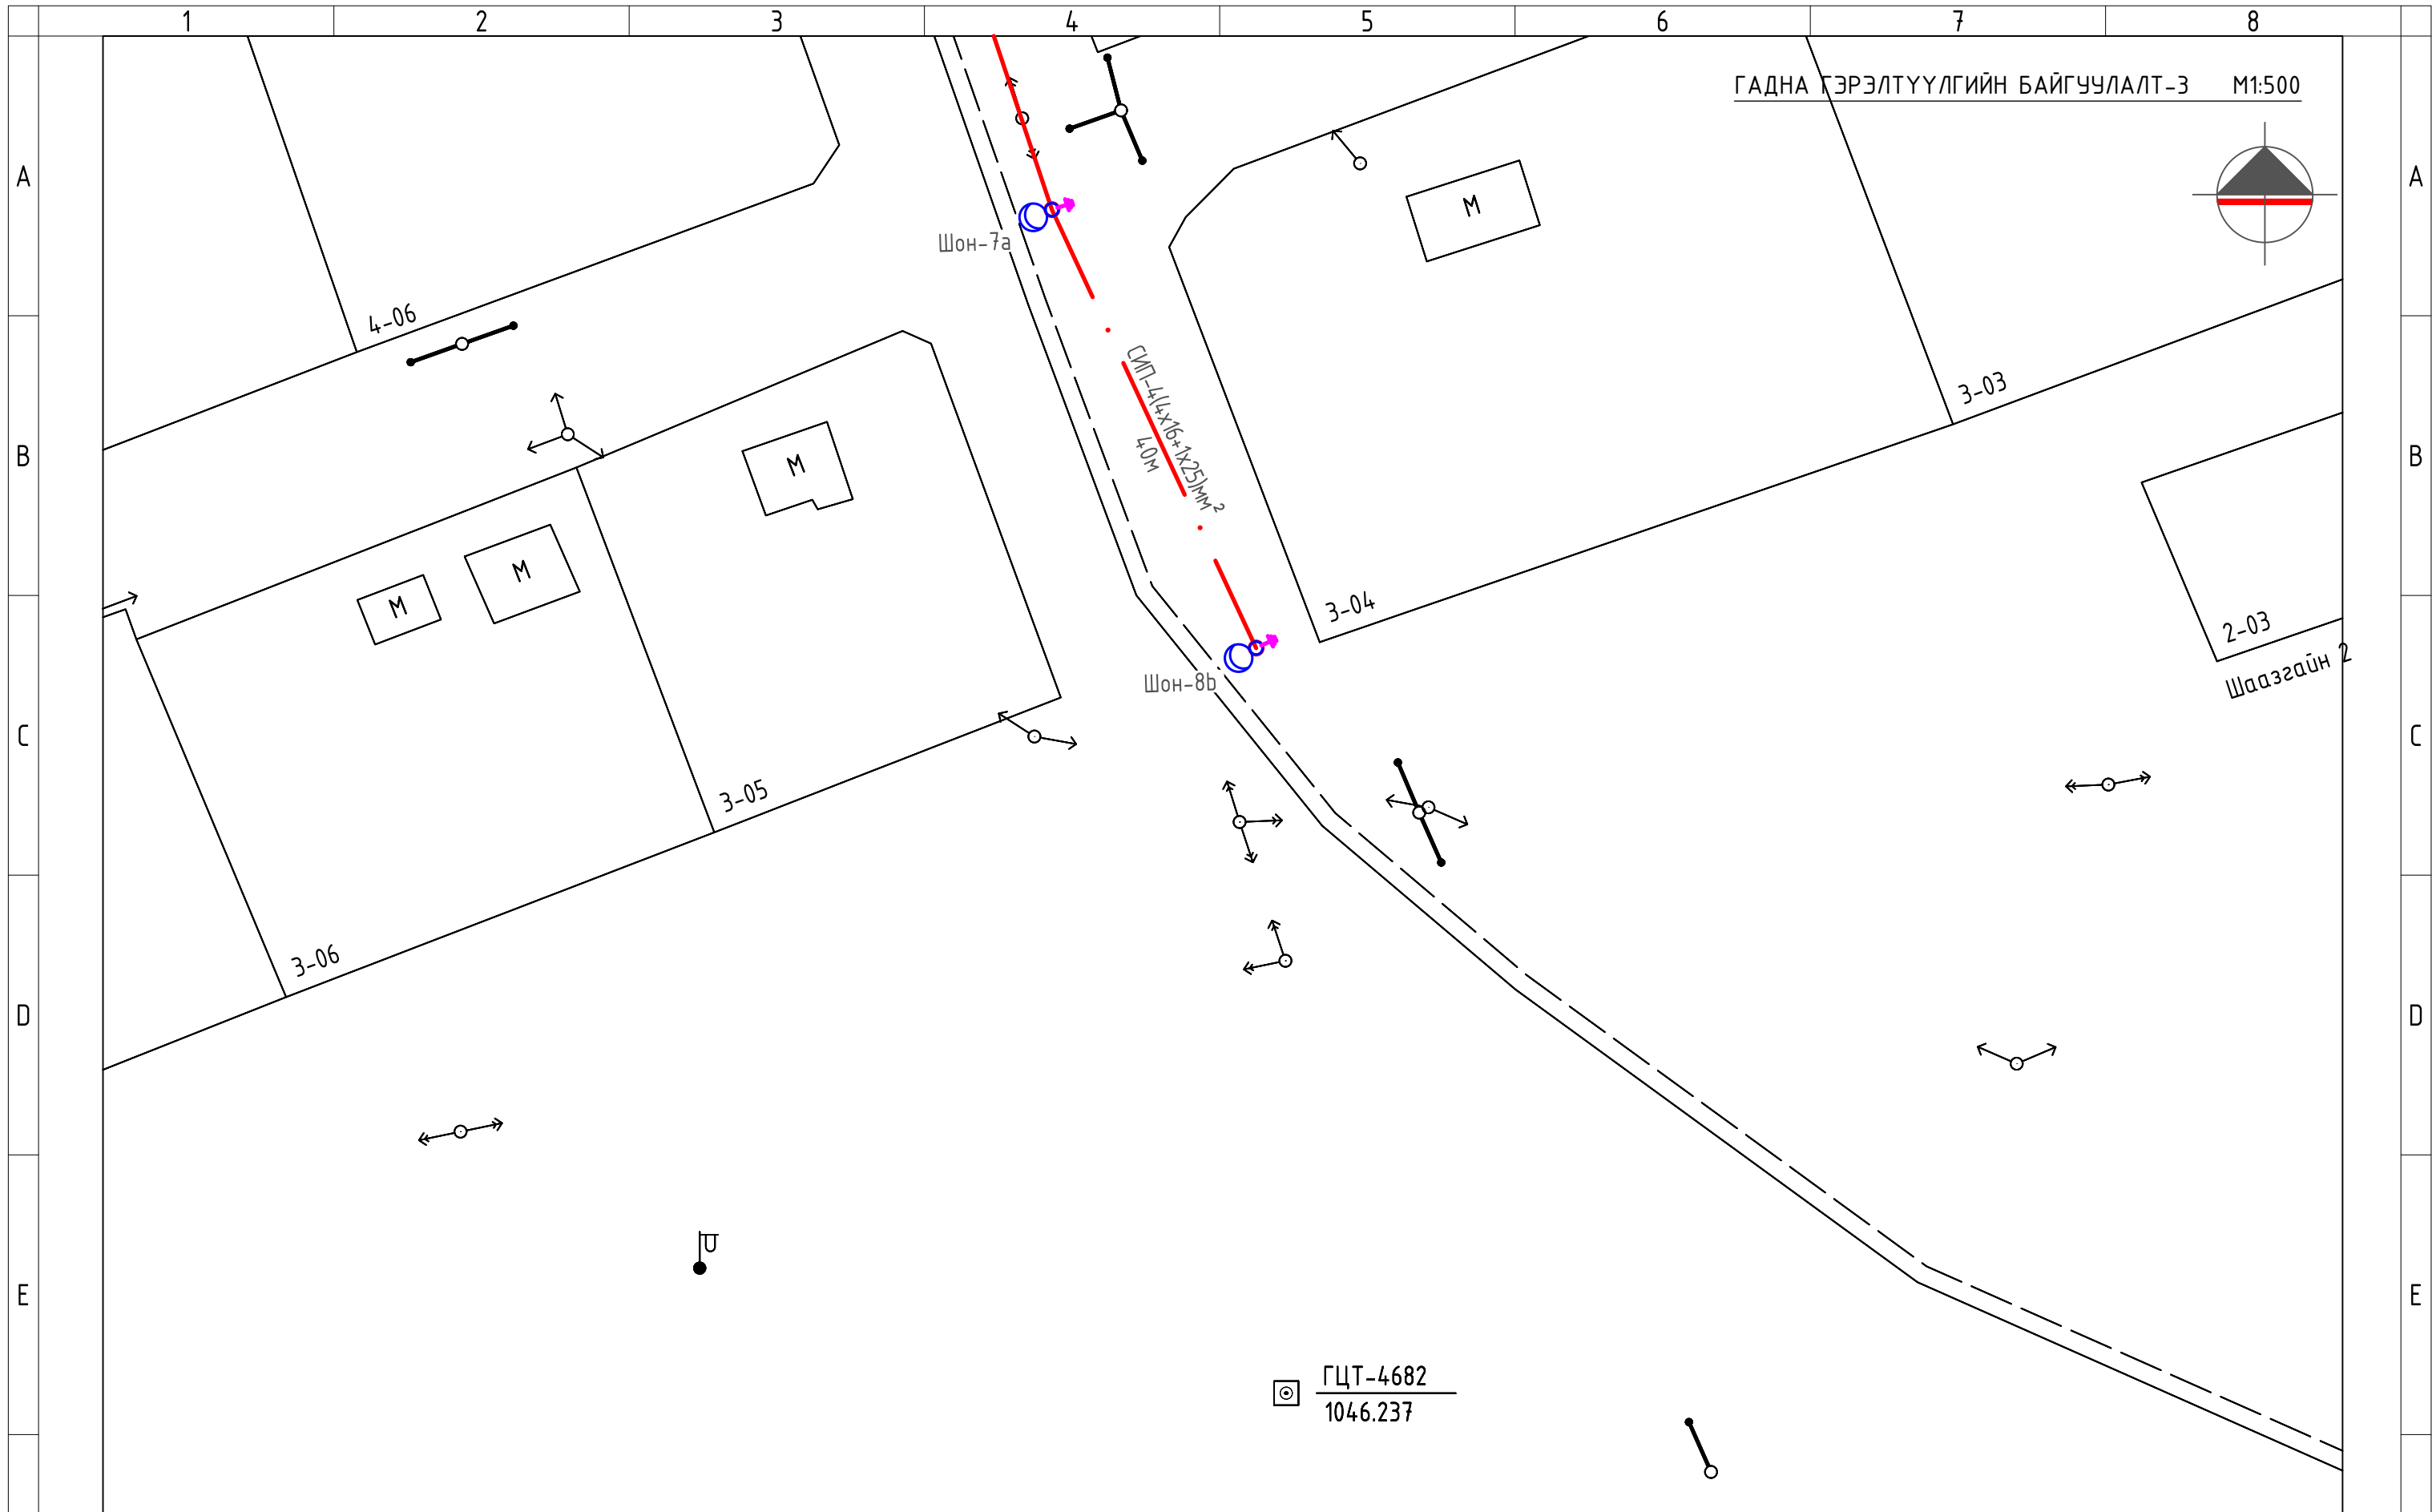 1 2 3 4 5 6 7 8
ГАДНА ГЭРЭЛТҮҮЛГИЙН БАЙГУУЛАЛТ-3 М1:500
A A
М
Шон-7а
4-06
СИП-4(4х16+1х25)мм²
40м
3-03
B B
М
М
М
3-04
2-03
Шаазгайн 2
Шон-8b
C C
3-05
3-06
D D
E E
ГЦТ-4682
1046.237